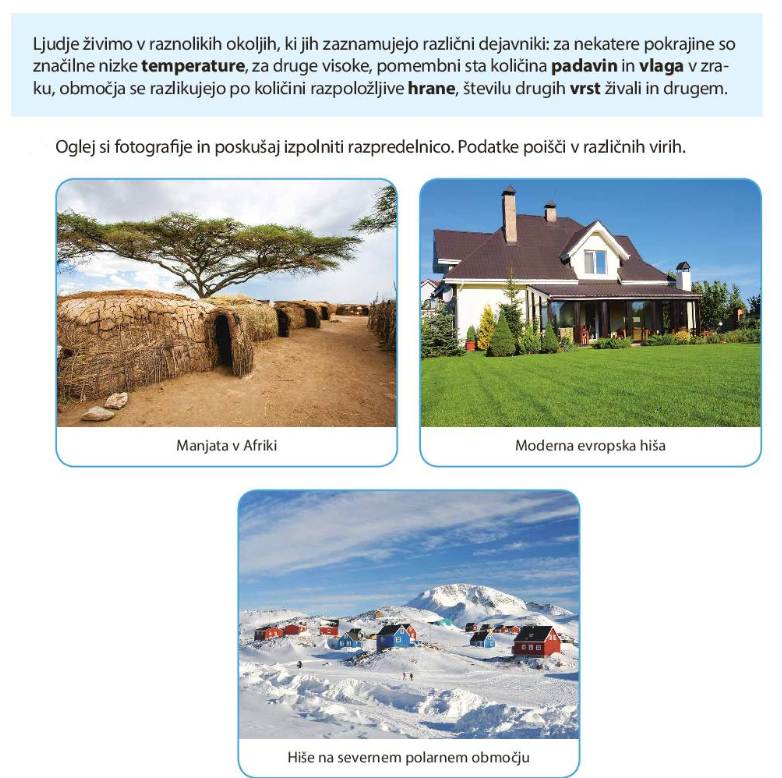 Ljudje živimo v raznolikih okoljih, ki jih zaznamujejo različni dejavniki: za nekatere pokrajine so
značilne nizke temperature, za druge visoke, pomembni sta količina padavin in vlaga v zra-
ku, območja se razlikujejo po količini razpoložljive hrane, številu drugih vrst živali in drugem.
Oglej si fotografije in poskušaj izpolniti razpredelnico. Podatke poišči v različnih virih.
Manjata v Afriki
Moderna evropska hiša
Hiše na severnem polarnem območju